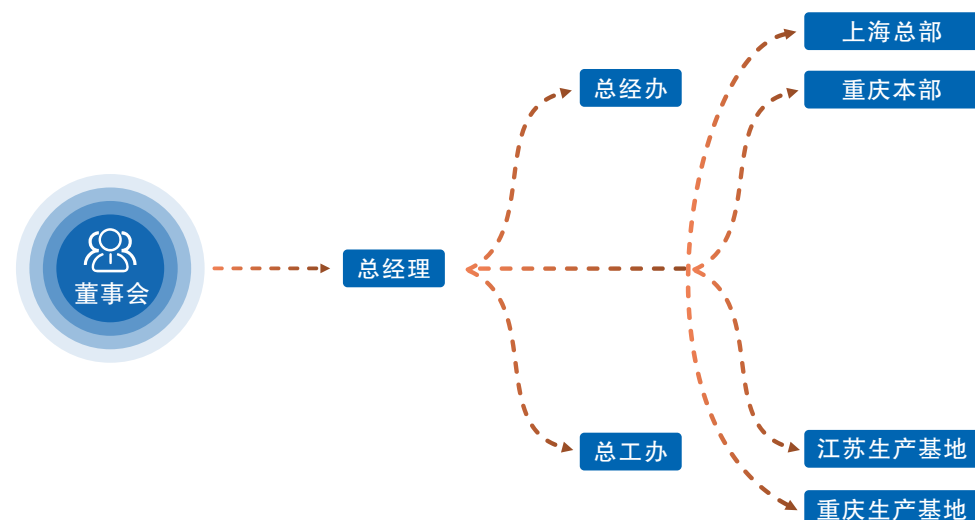 董事会
总经理
总经办
总工办
上海总部
重庆本部
江苏生产基地
重庆生产基地